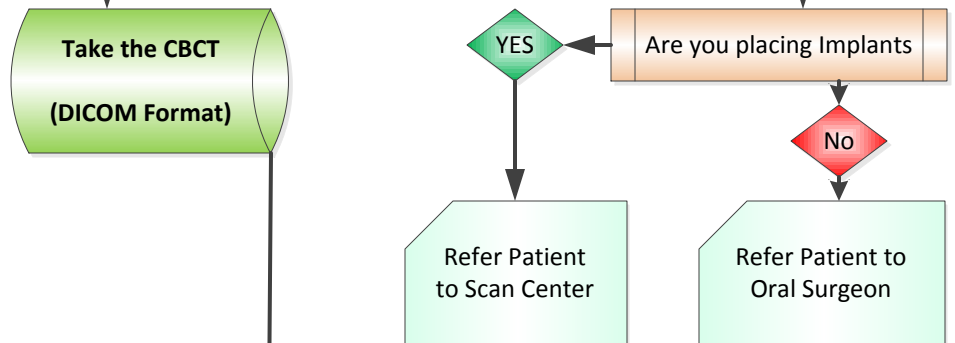 Take the CBCT
(DICOM Format)
YES
Are you placing Implants
No
Refer Patient
to Scan Center
Refer Patient to
Oral Surgeon